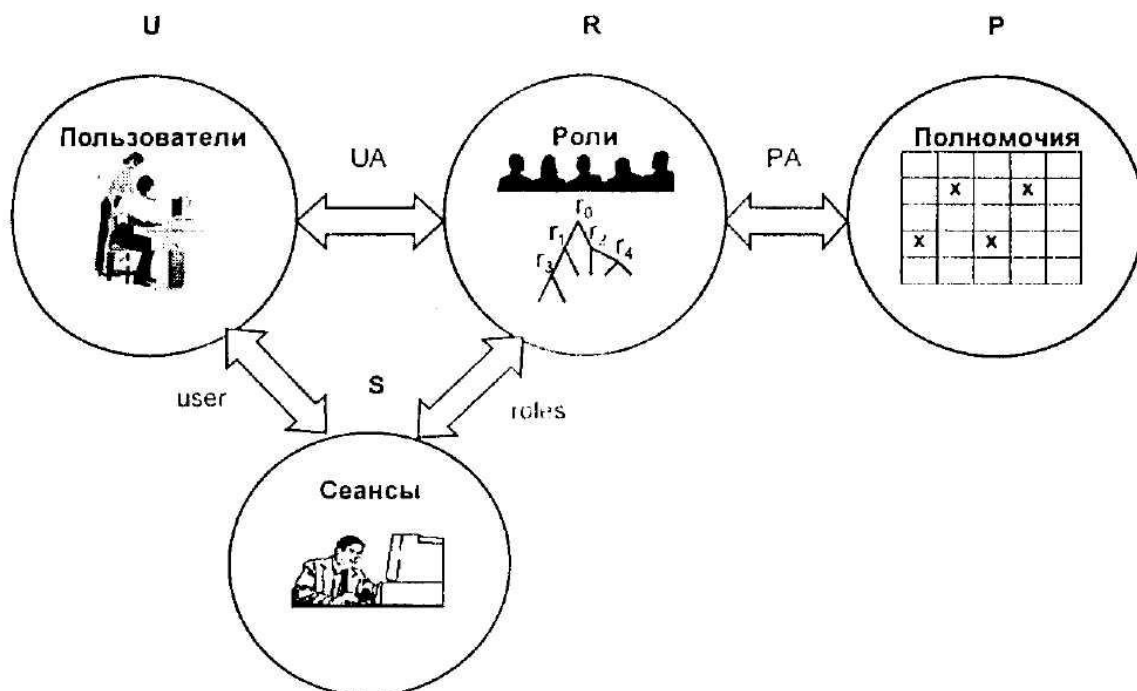 U
R
P
Пользователи
Роли
Полномочия
UA
PA
r0
r1
r2
r3
r4
x x
x x
user
S
roles
Сеансы